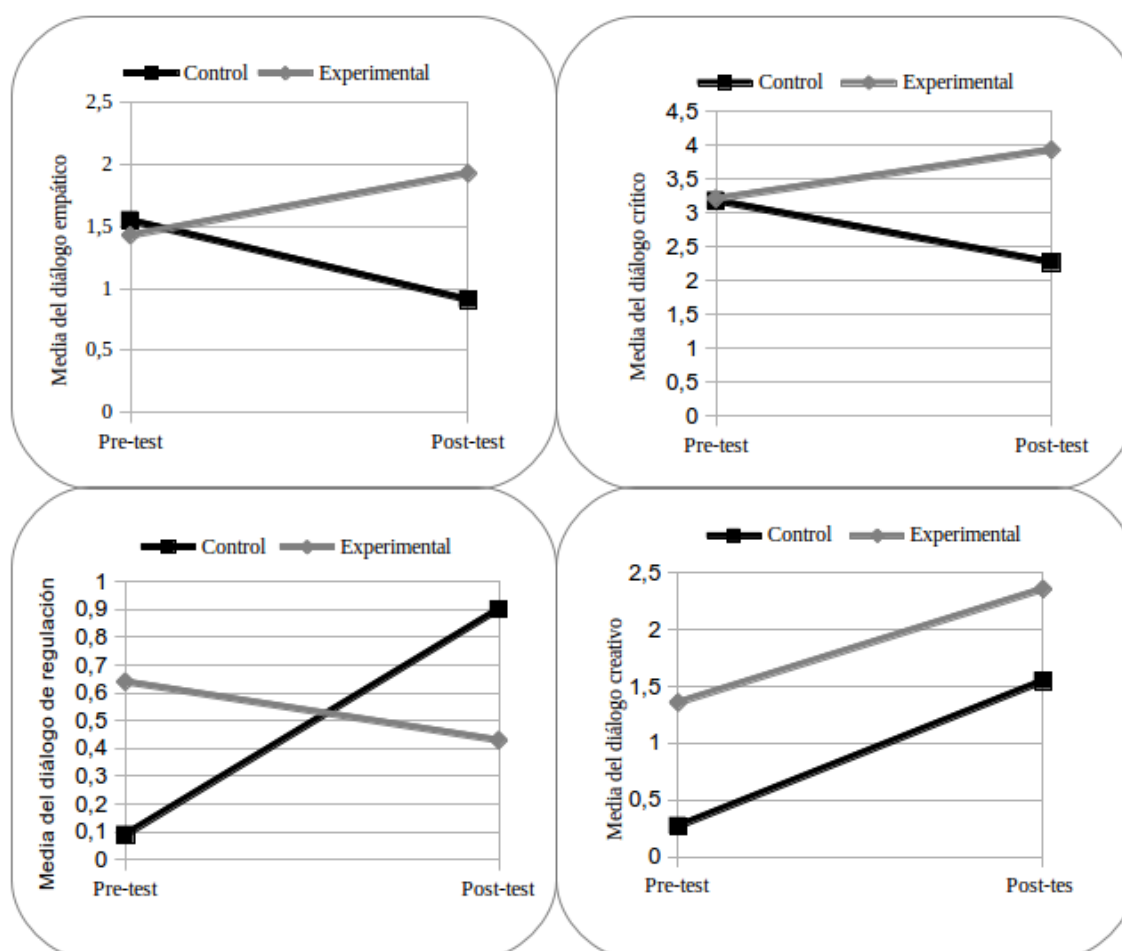 Control Experimental
Media del diálogo empático
2,5
2
1,5
1
0,5
0
Pre-test Post-test
Control Experimental
Media del diálogo crítico
4,5
4
3,5
3
2,5
2
1,5
1
0,5
0
Pre-test Post-test
Control Experimental
Media del diálogo de regulación
1
0,9
0,8
0,7
0,6
0,5
0,4
0,3
0,2
0,1
0
Pre-test Post-test
Control Experimental
Media del diálogo creativo
2,5
2
1,5
1
0,5
0
Pre-test Post-tes